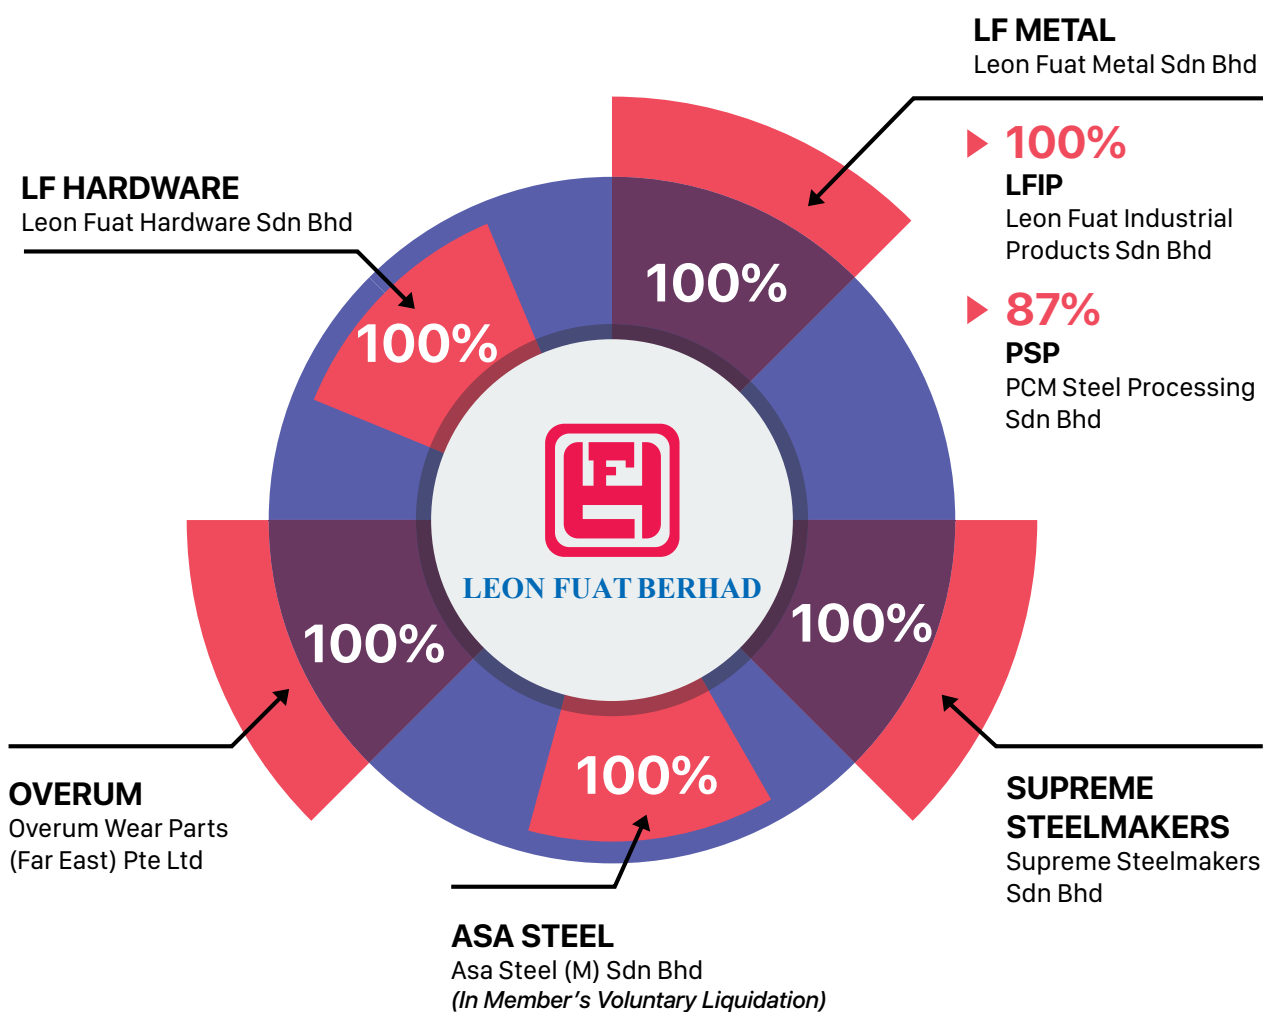 LF METAL
Leon Fuat Metal Sdn Bhd
100%
LFIP
Leon Fuat Industrial
Products Sdn Bhd
87%
PSP
PCM Steel Processing
Sdn Bhd
LF HARDWARE
Leon Fuat Hardware Sdn Bhd
100%
100%
LF
LEON FUAT BERHAD
100%
100%
100%
OVERUM
Overum Wear Parts
(Far East) Pte Ltd
SUPREME
STEELMAKERS
Supreme Steelmakers
Sdn Bhd
ASA STEEL
Asa Steel (M) Sdn Bhd
(In Member's Voluntary Liquidation)